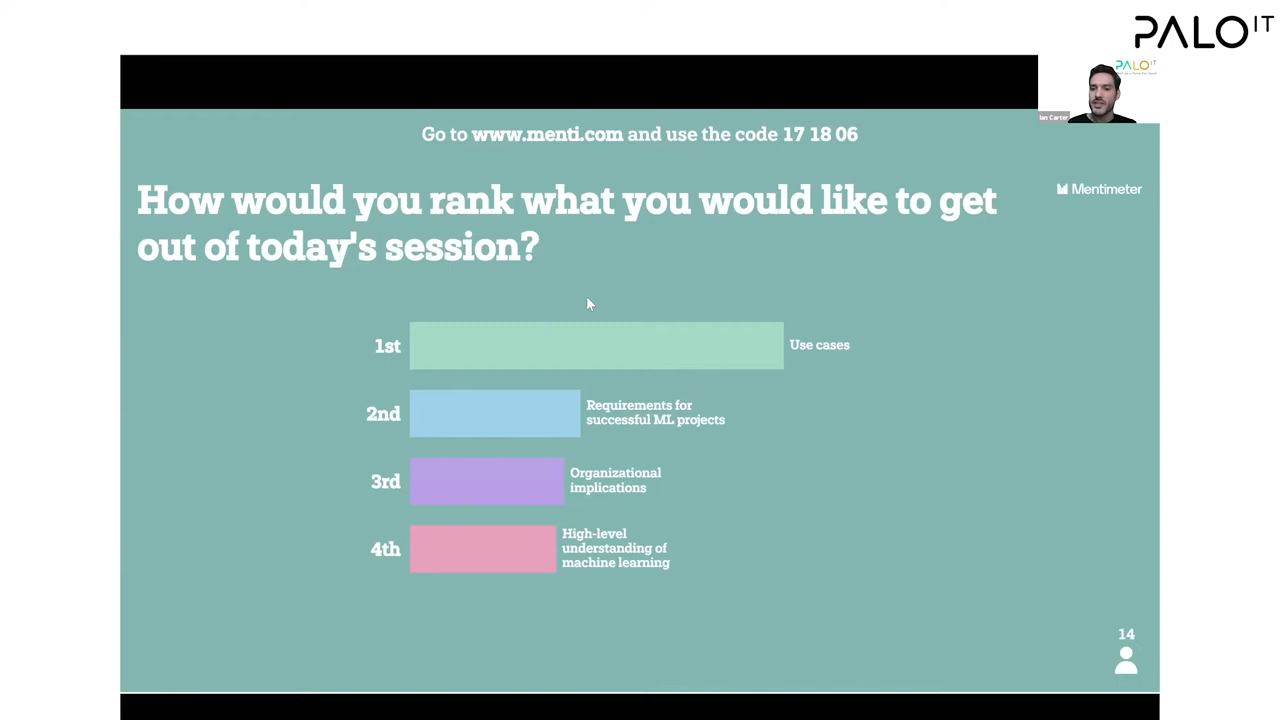 PALO IT
PALO IT
Go to www.menti.com and use the code 17 18 06
How would you rank what you would like to get
out of today's session?
Mentimeter
1st
Use cases
2nd
Requirements for
successful ML projects
3rd
Organizational
implications
4th
High-level
understanding of
machine learning
14